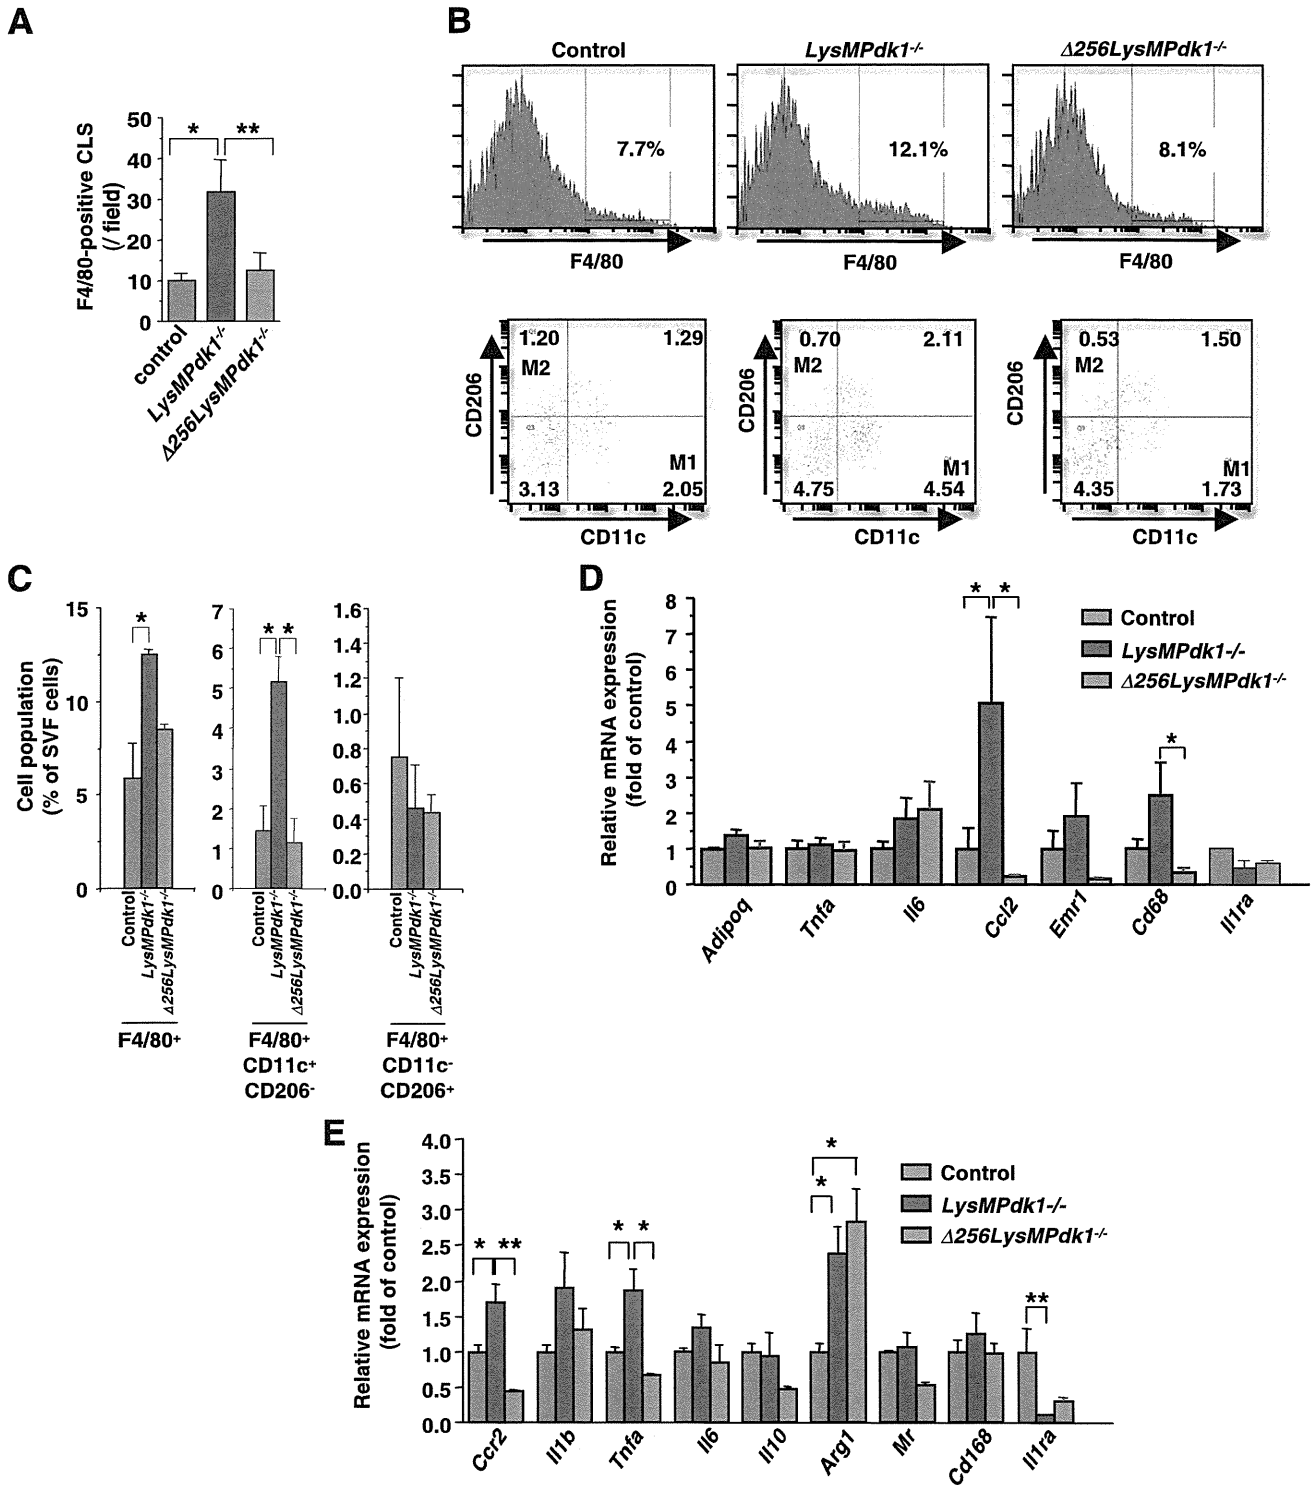 A
F4/80-positive CLS
(/ field)
50
40
30
20
10
0
* **
control
LysMPdk1-/-
Δ256LysMPdk1-/-
B
Control
LysMPdk1-/-
Δ256LysMPdk1-/-
7.7%
12.1%
8.1%
F4/80
F4/80
F4/80
CD206
1.20 1.29
M2
M1
3.13 2.05
CD11c
CD206
0.70 2.11
M2
M1
4.75 4.54
CD11c
CD206
0.53 1.50
M2
M1
4.35 1.73
CD11c
C
Cell population
(% of SVF cells)
15
10
5
0
*
Control
LysMPdk1-/-
Δ256LysMPdk1-/-
F4/80+
7
6
5
4
3
2
1
0
* *
Control
LysMPdk1-/-
Δ256LysMPdk1-/-
F4/80+
CD11c+
CD206-
1.6
1.4
1.2
1.0
0.8
0.6
0.4
0.2
0.0
Control
LysMPdk1-/-
Δ256LysMPdk1-/-
F4/80+
CD11c-
CD206+
D
Relative mRNA expression
(fold of control)
8
7
6
5
4
3
2
1
0
* *
*
Control
LysMPdk1-/-
Δ256LysMPdk1-/-
Adipoq
Tnfa
Il6
Ccl2
Emr1
Cd68
Il1ra
E
Relative mRNA expression
(fold of control)
4.0
3.5
3.0
2.5
2.0
1.5
1.0
0.5
0.0
* **
* *
*
*
**
Control
LysMPdk1-/-
Δ256LysMPdk1-/-
Ccr2
Il1b
Tnfa
Il6
Il10
Arg1
Mr
Cd168
Il1ra